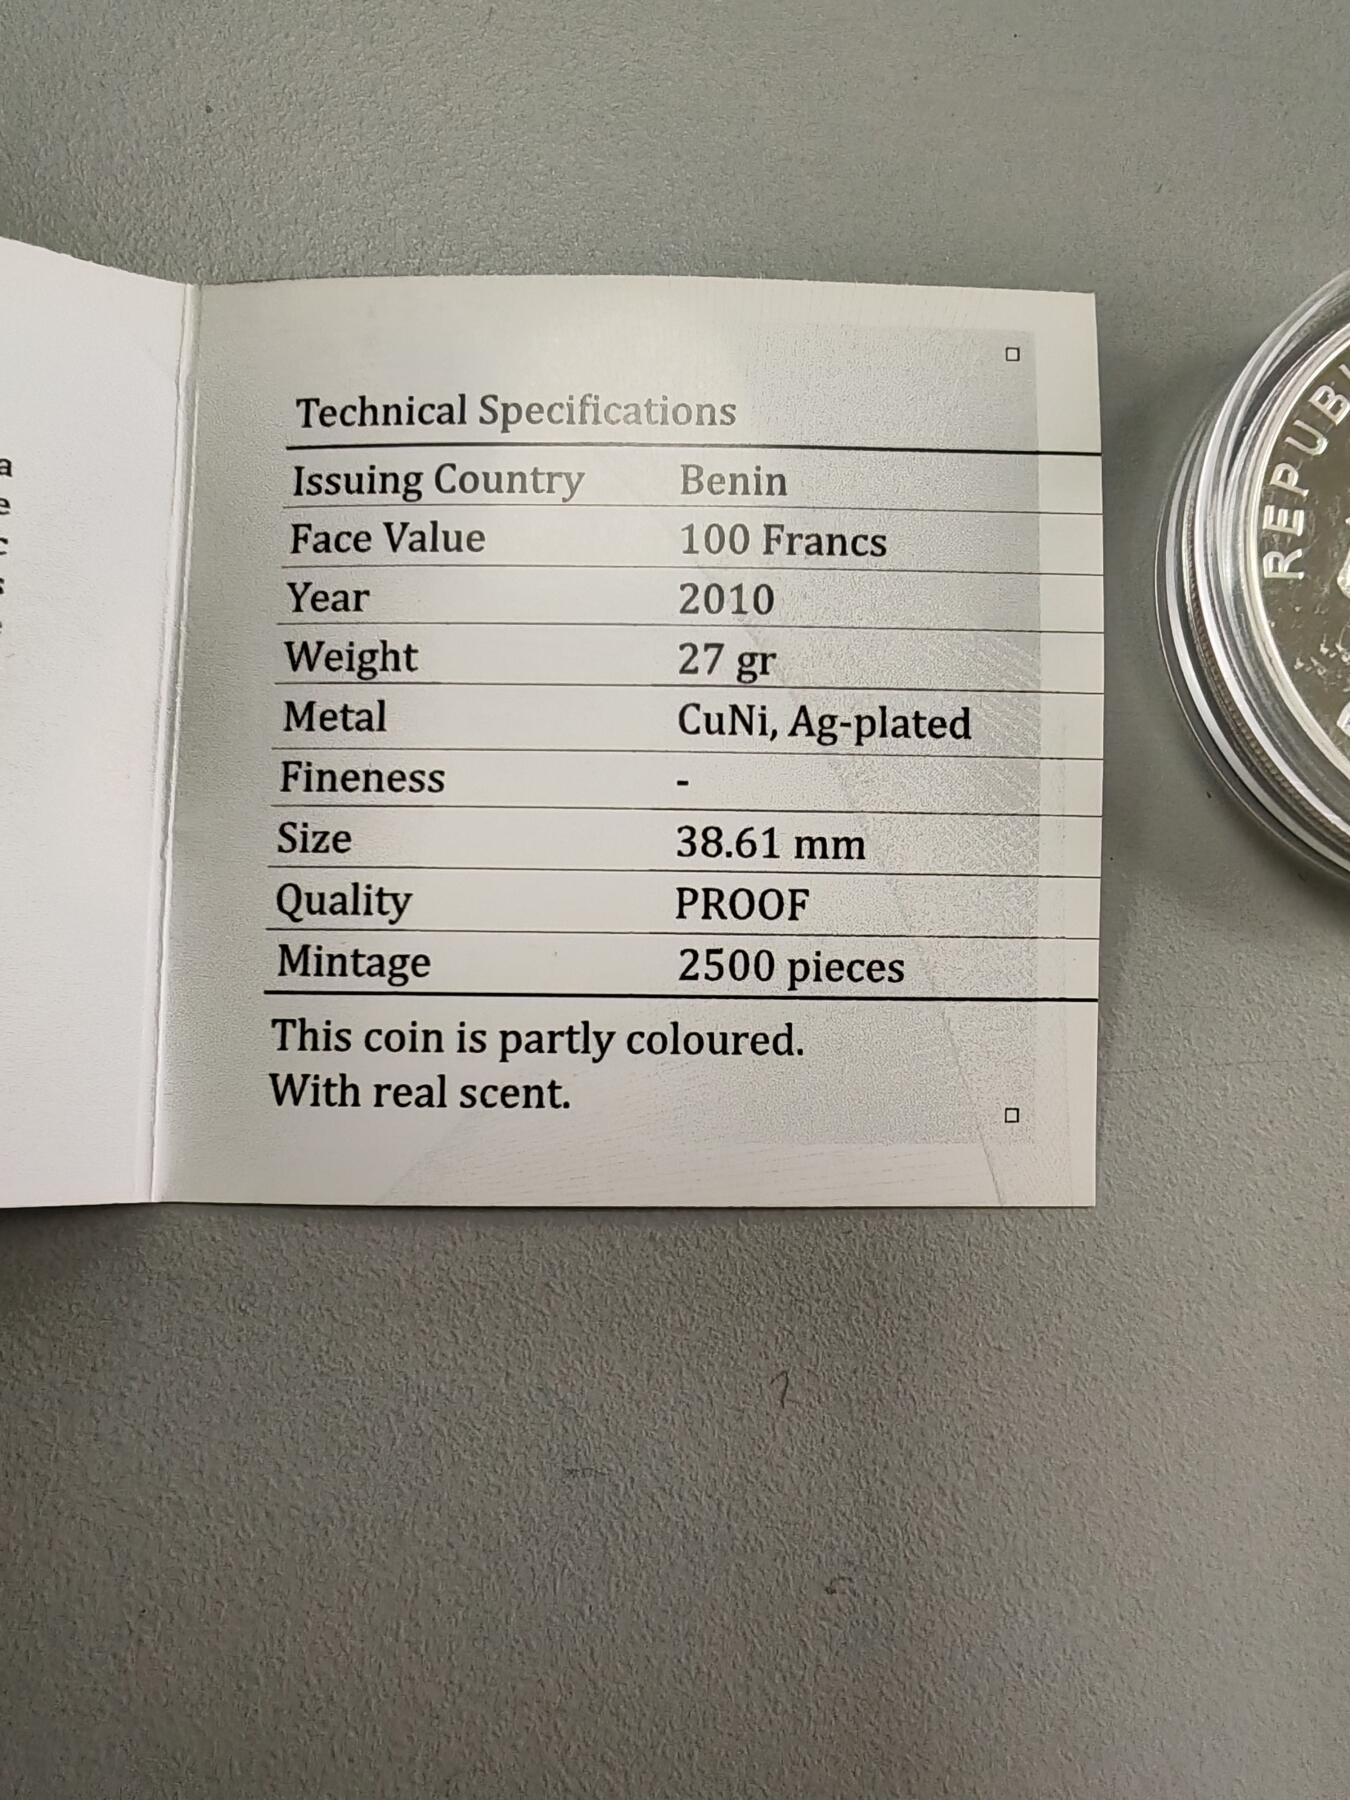 Technical Specifications
Issuing Country Benin
Face Value 100 Francs
Year 2010
Weight 27 gr
Metal CuNi, Ag-plated
Fineness -
Size 38.61 mm
Quality PROOF
Mintage 2500 pieces
This coin is partly coloured.
With real scent.
REPUBL